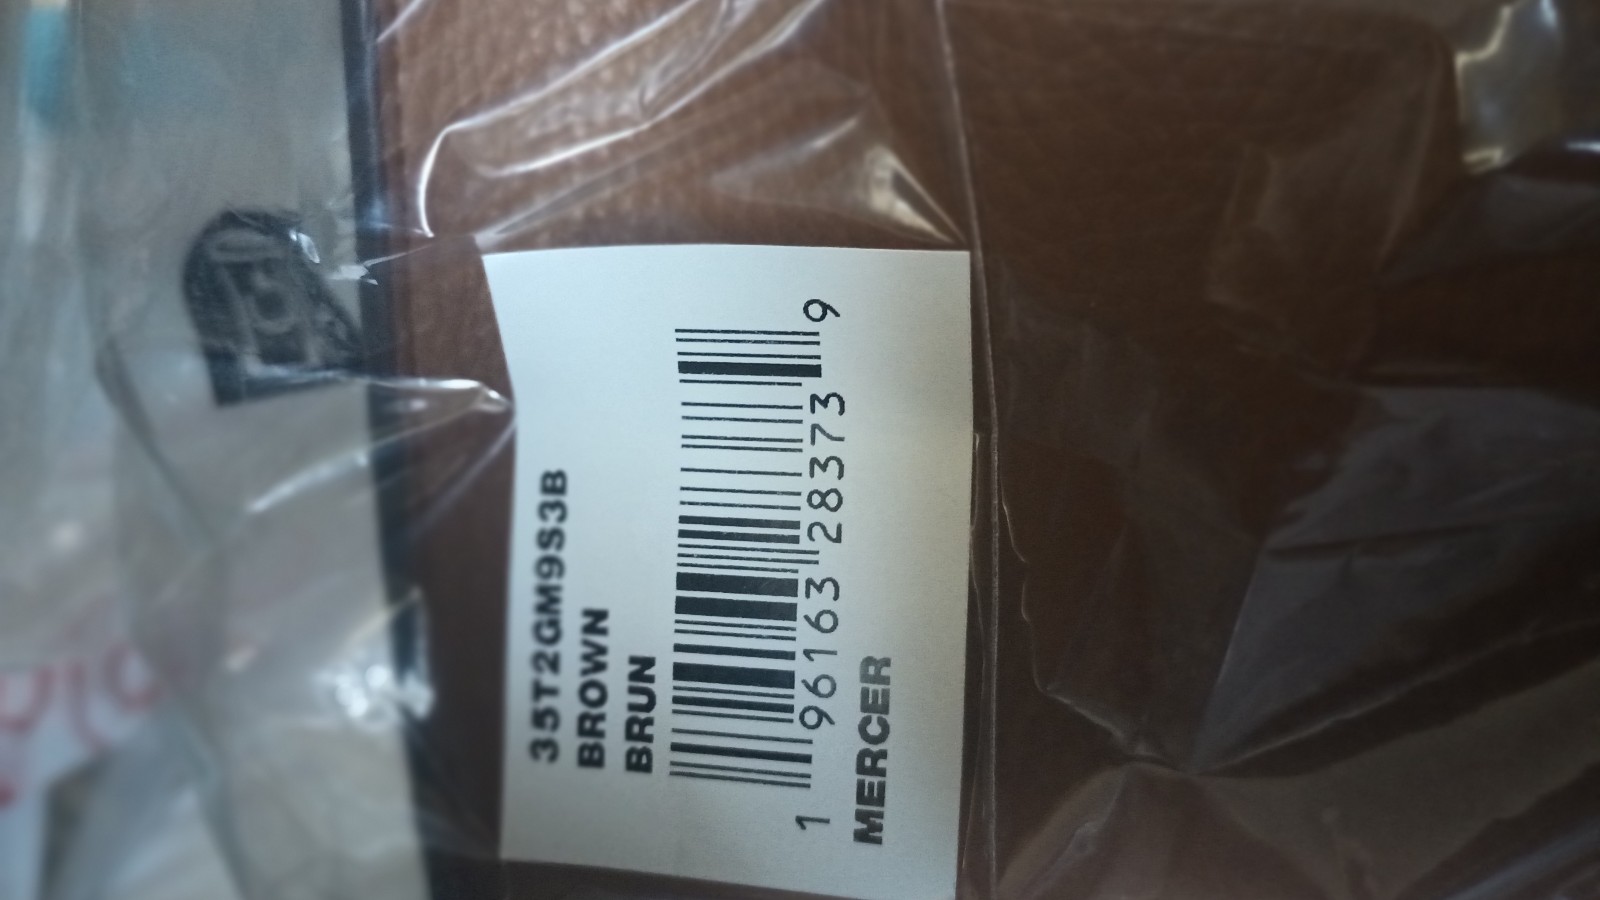 35T2GM9S3B
BROWN
BRUN
1 96163 28373 9
MERCER